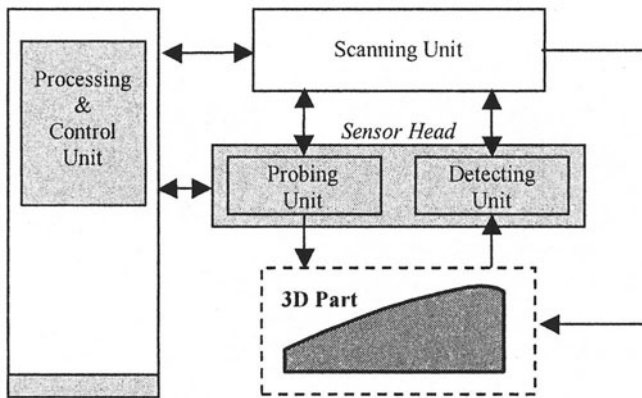 Processing
&
Control
Unit
Scanning Unit
Sensor Head
Probing
Unit
Detecting
Unit
3D Part